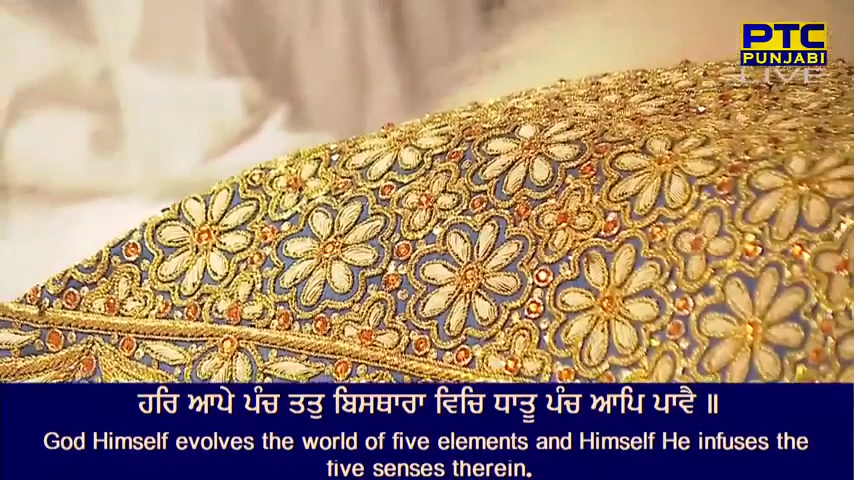 PTC
PUNJABI
LIVE
ਹਰਿ ਆਪੇ ਪੰਚ ਤਤੁ ਬਿਸਥਾਰਾ ਵਿਚਿ ਧਾਤੂ ਪੰਚ ਆਪਿ ਪਾਵੈ ॥
God Himself evolves the world of five elements and Himself He infuses the
five senses therein.